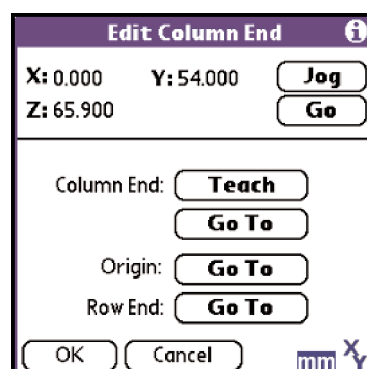 Edit Column End i
X: 0.000 Y: 54.000 Jog
Z: 65.900 Go
Column End: Teach
Go To
Origin: Go To
Row End: Go To
OK Cancel mm X Y